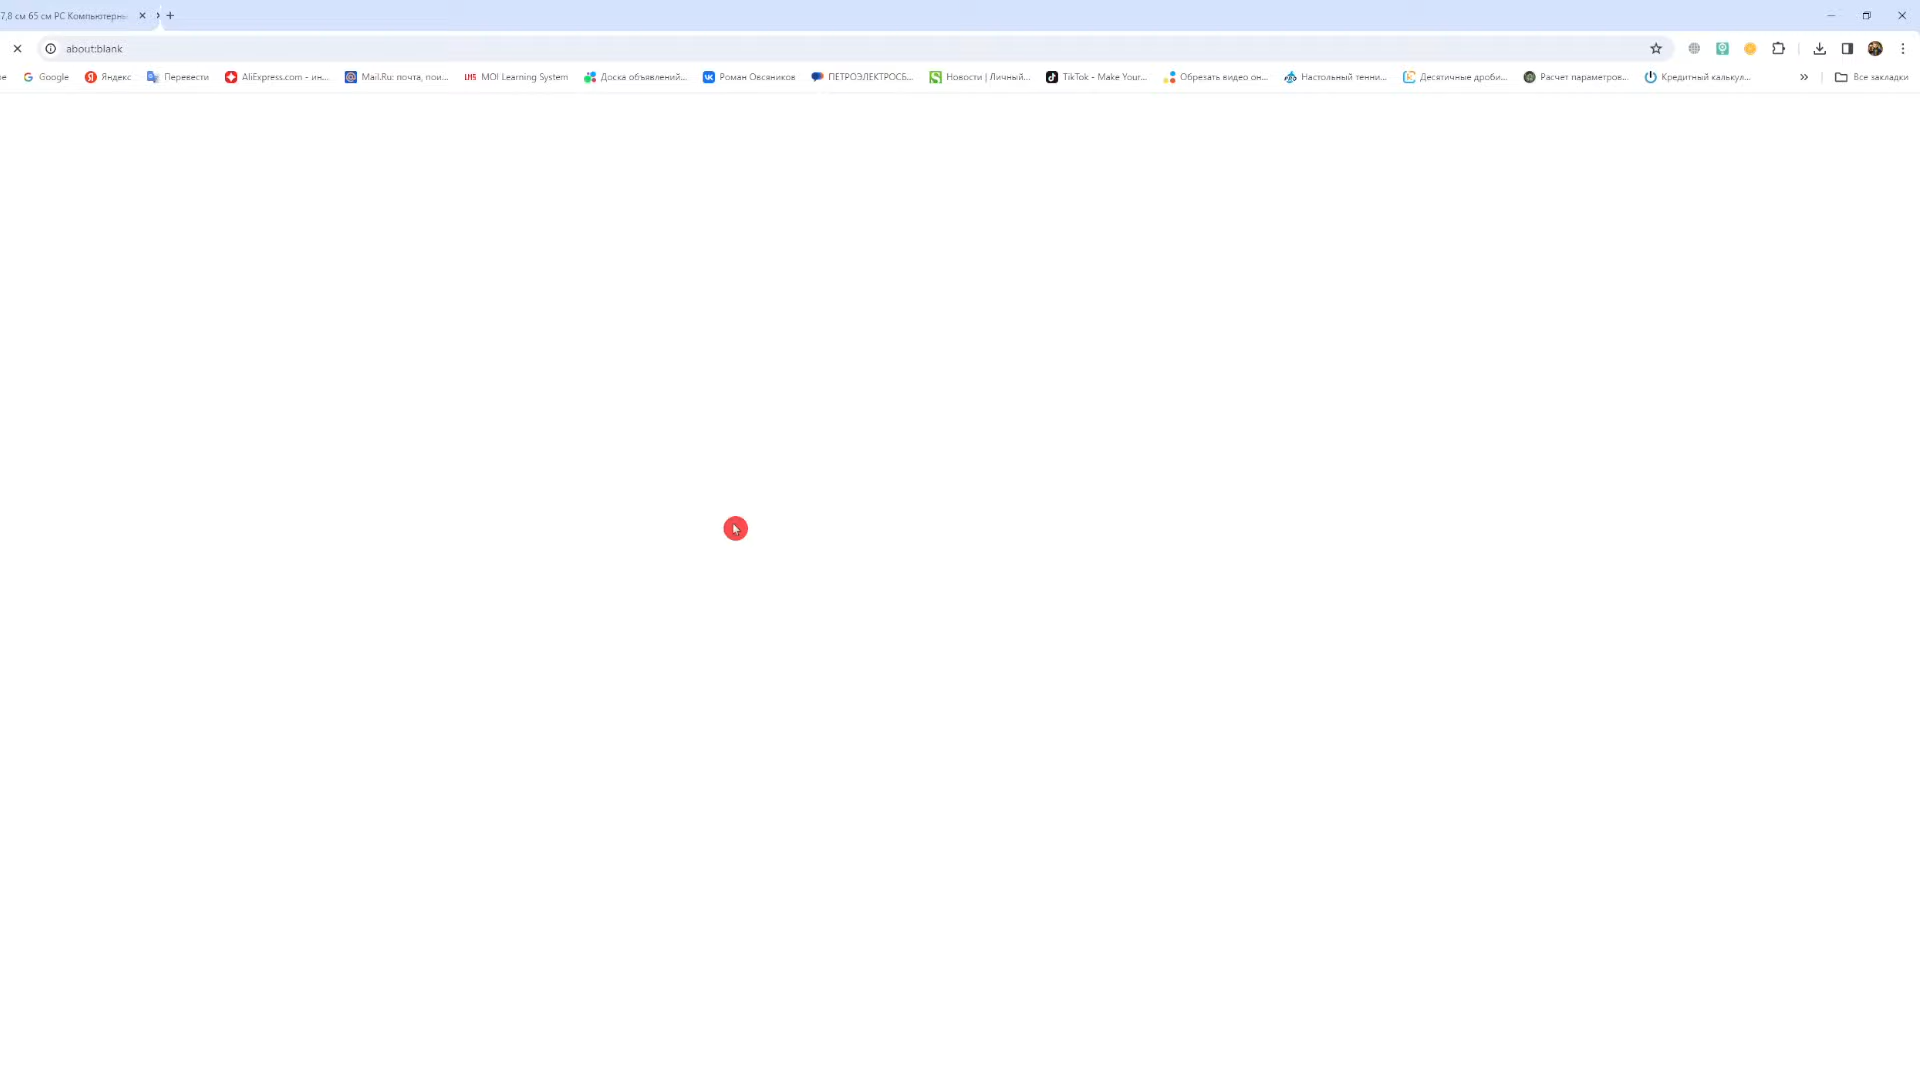 7,8 см 65 см PC Компьютерны
about:blank
Google Яндекс Перевести AliExpress.com - ин... Mail.Ru: почта, пои... LMS MOI Learning System Доска объявлений... Роман Овсяников ПЕТРОЭЛЕКТРОСБ... Новости | Личный... TikTok - Make Your... Обрезать видео он... Настольный тенни... Десятичные дроби... Расчет параметров... Кредитный калькул... Все закладки